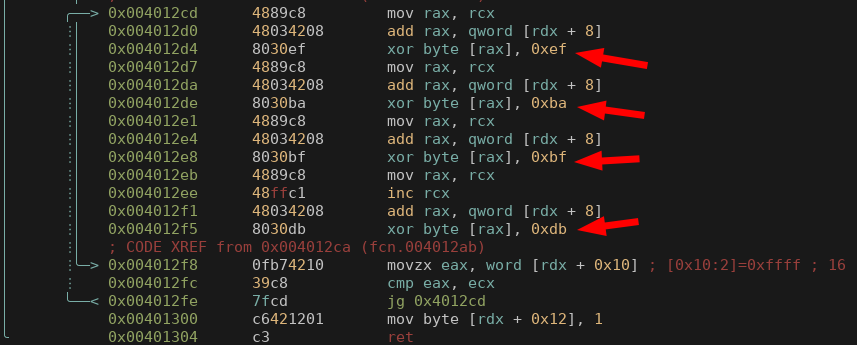 0x004012cd 4889c8 mov rax, rcx
0x004012d0 48034208 add rax, qword [rdx + 8]
0x004012d4 8030ef xor byte [rax], 0xef
0x004012d7 4889c8 mov rax, rcx
0x004012da 48034208 add rax, qword [rdx + 8]
0x004012de 8030ba xor byte [rax], 0xba
0x004012e1 4889c8 mov rax, rcx
0x004012e4 48034208 add rax, qword [rdx + 8]
0x004012e8 8030bf xor byte [rax], 0xbf
0x004012eb 4889c8 mov rax, rcx
0x004012ee 48ffc1 inc rcx
0x004012f1 48034208 add rax, qword [rdx + 8]
0x004012f5 8030db xor byte [rax], 0xdb
; CODE XREF from 0x004012ca (fcn.004012ab)
0x004012f8 0fb74210 movzx eax, word [rdx + 0x10] ; [0x10:2]=0xffff ; 16
0x004012fc 39c8 cmp eax, ecx
0x004012fe 7fcd jg 0x4012cd
0x00401300 c6421201 mov byte [rdx + 0x12], 1
0x00401304 c3 ret